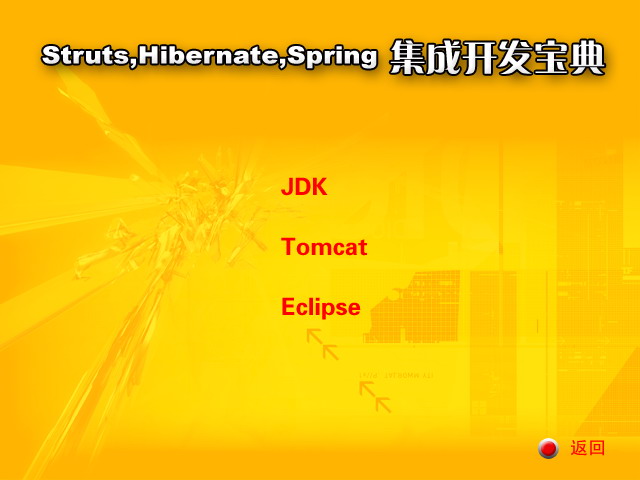 Struts,Hibernate,Spring 集成开发宝典
JDK
Tomcat
Eclipse
返回